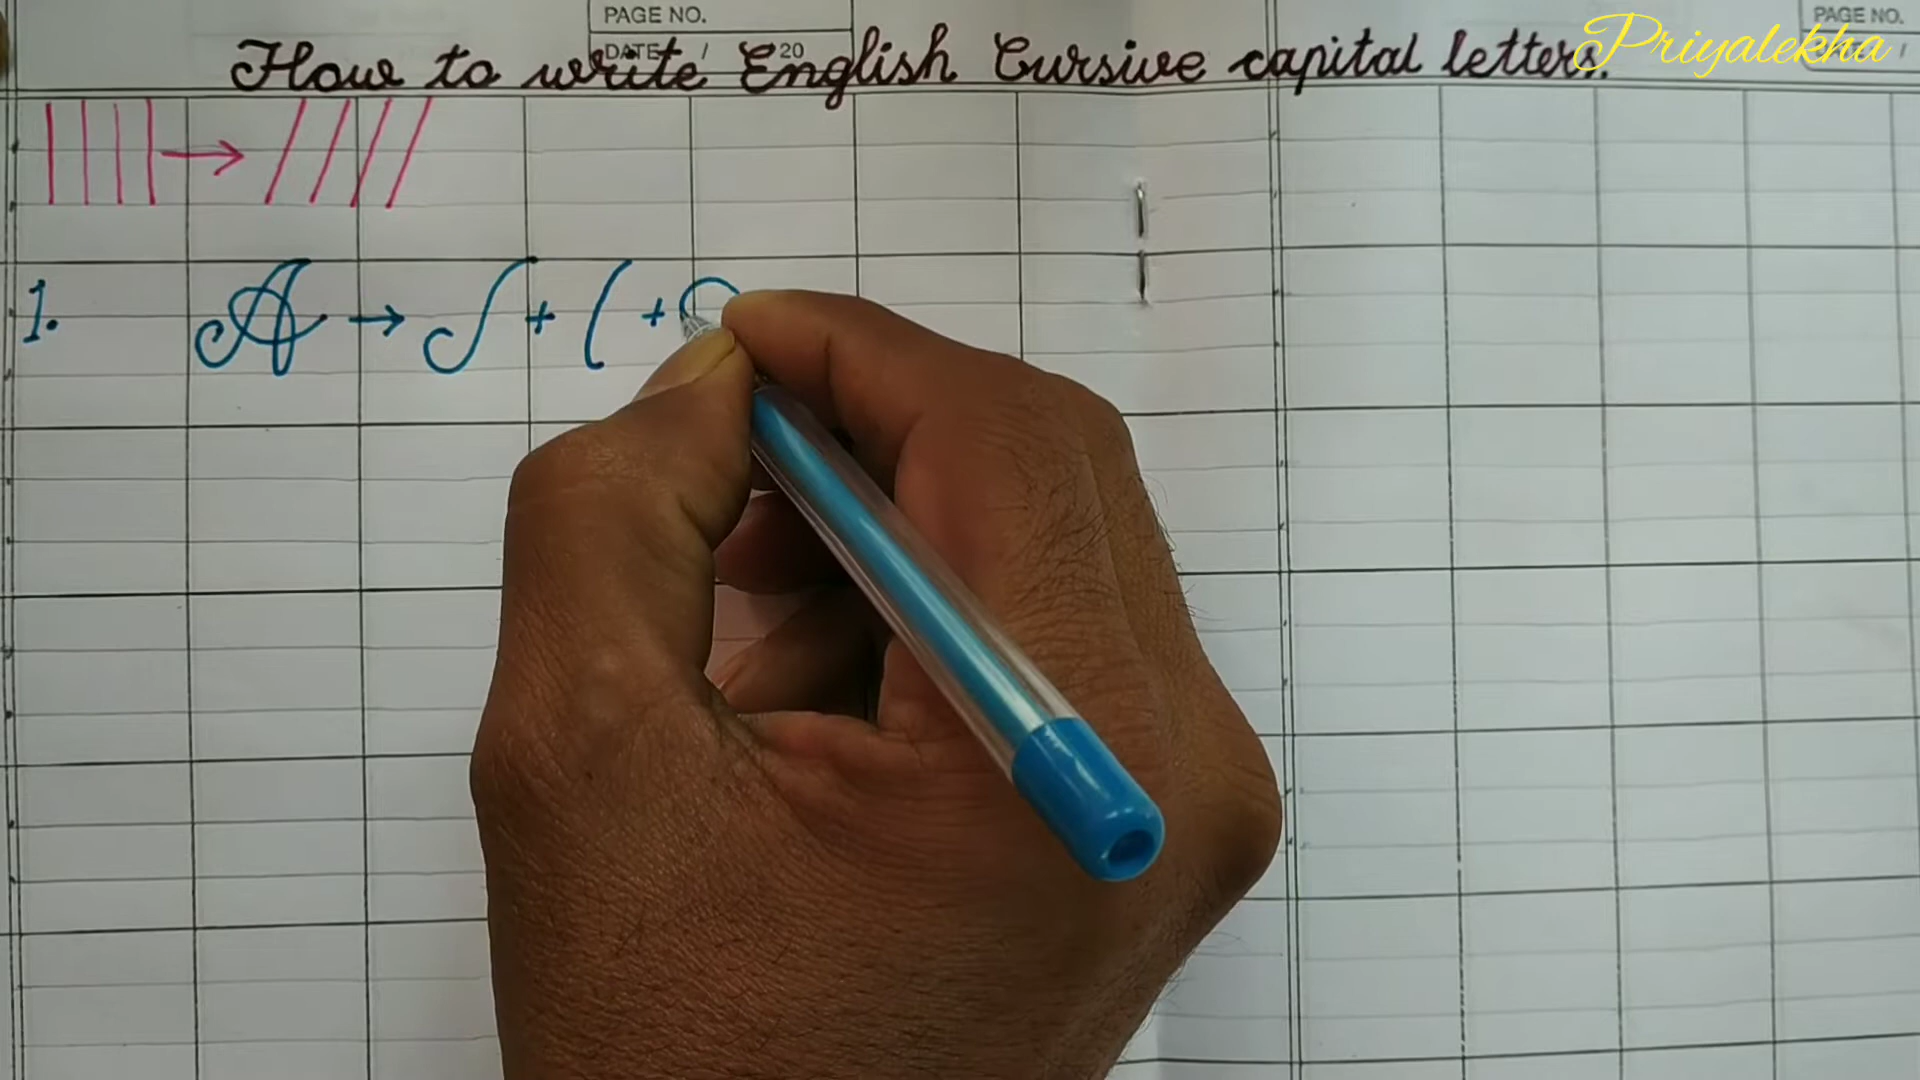 PAGE NO.
PAGE NO.
DATE / 20
Priyalekha
How to write English Cursive capital letters.
1. A → ʃ + ( +